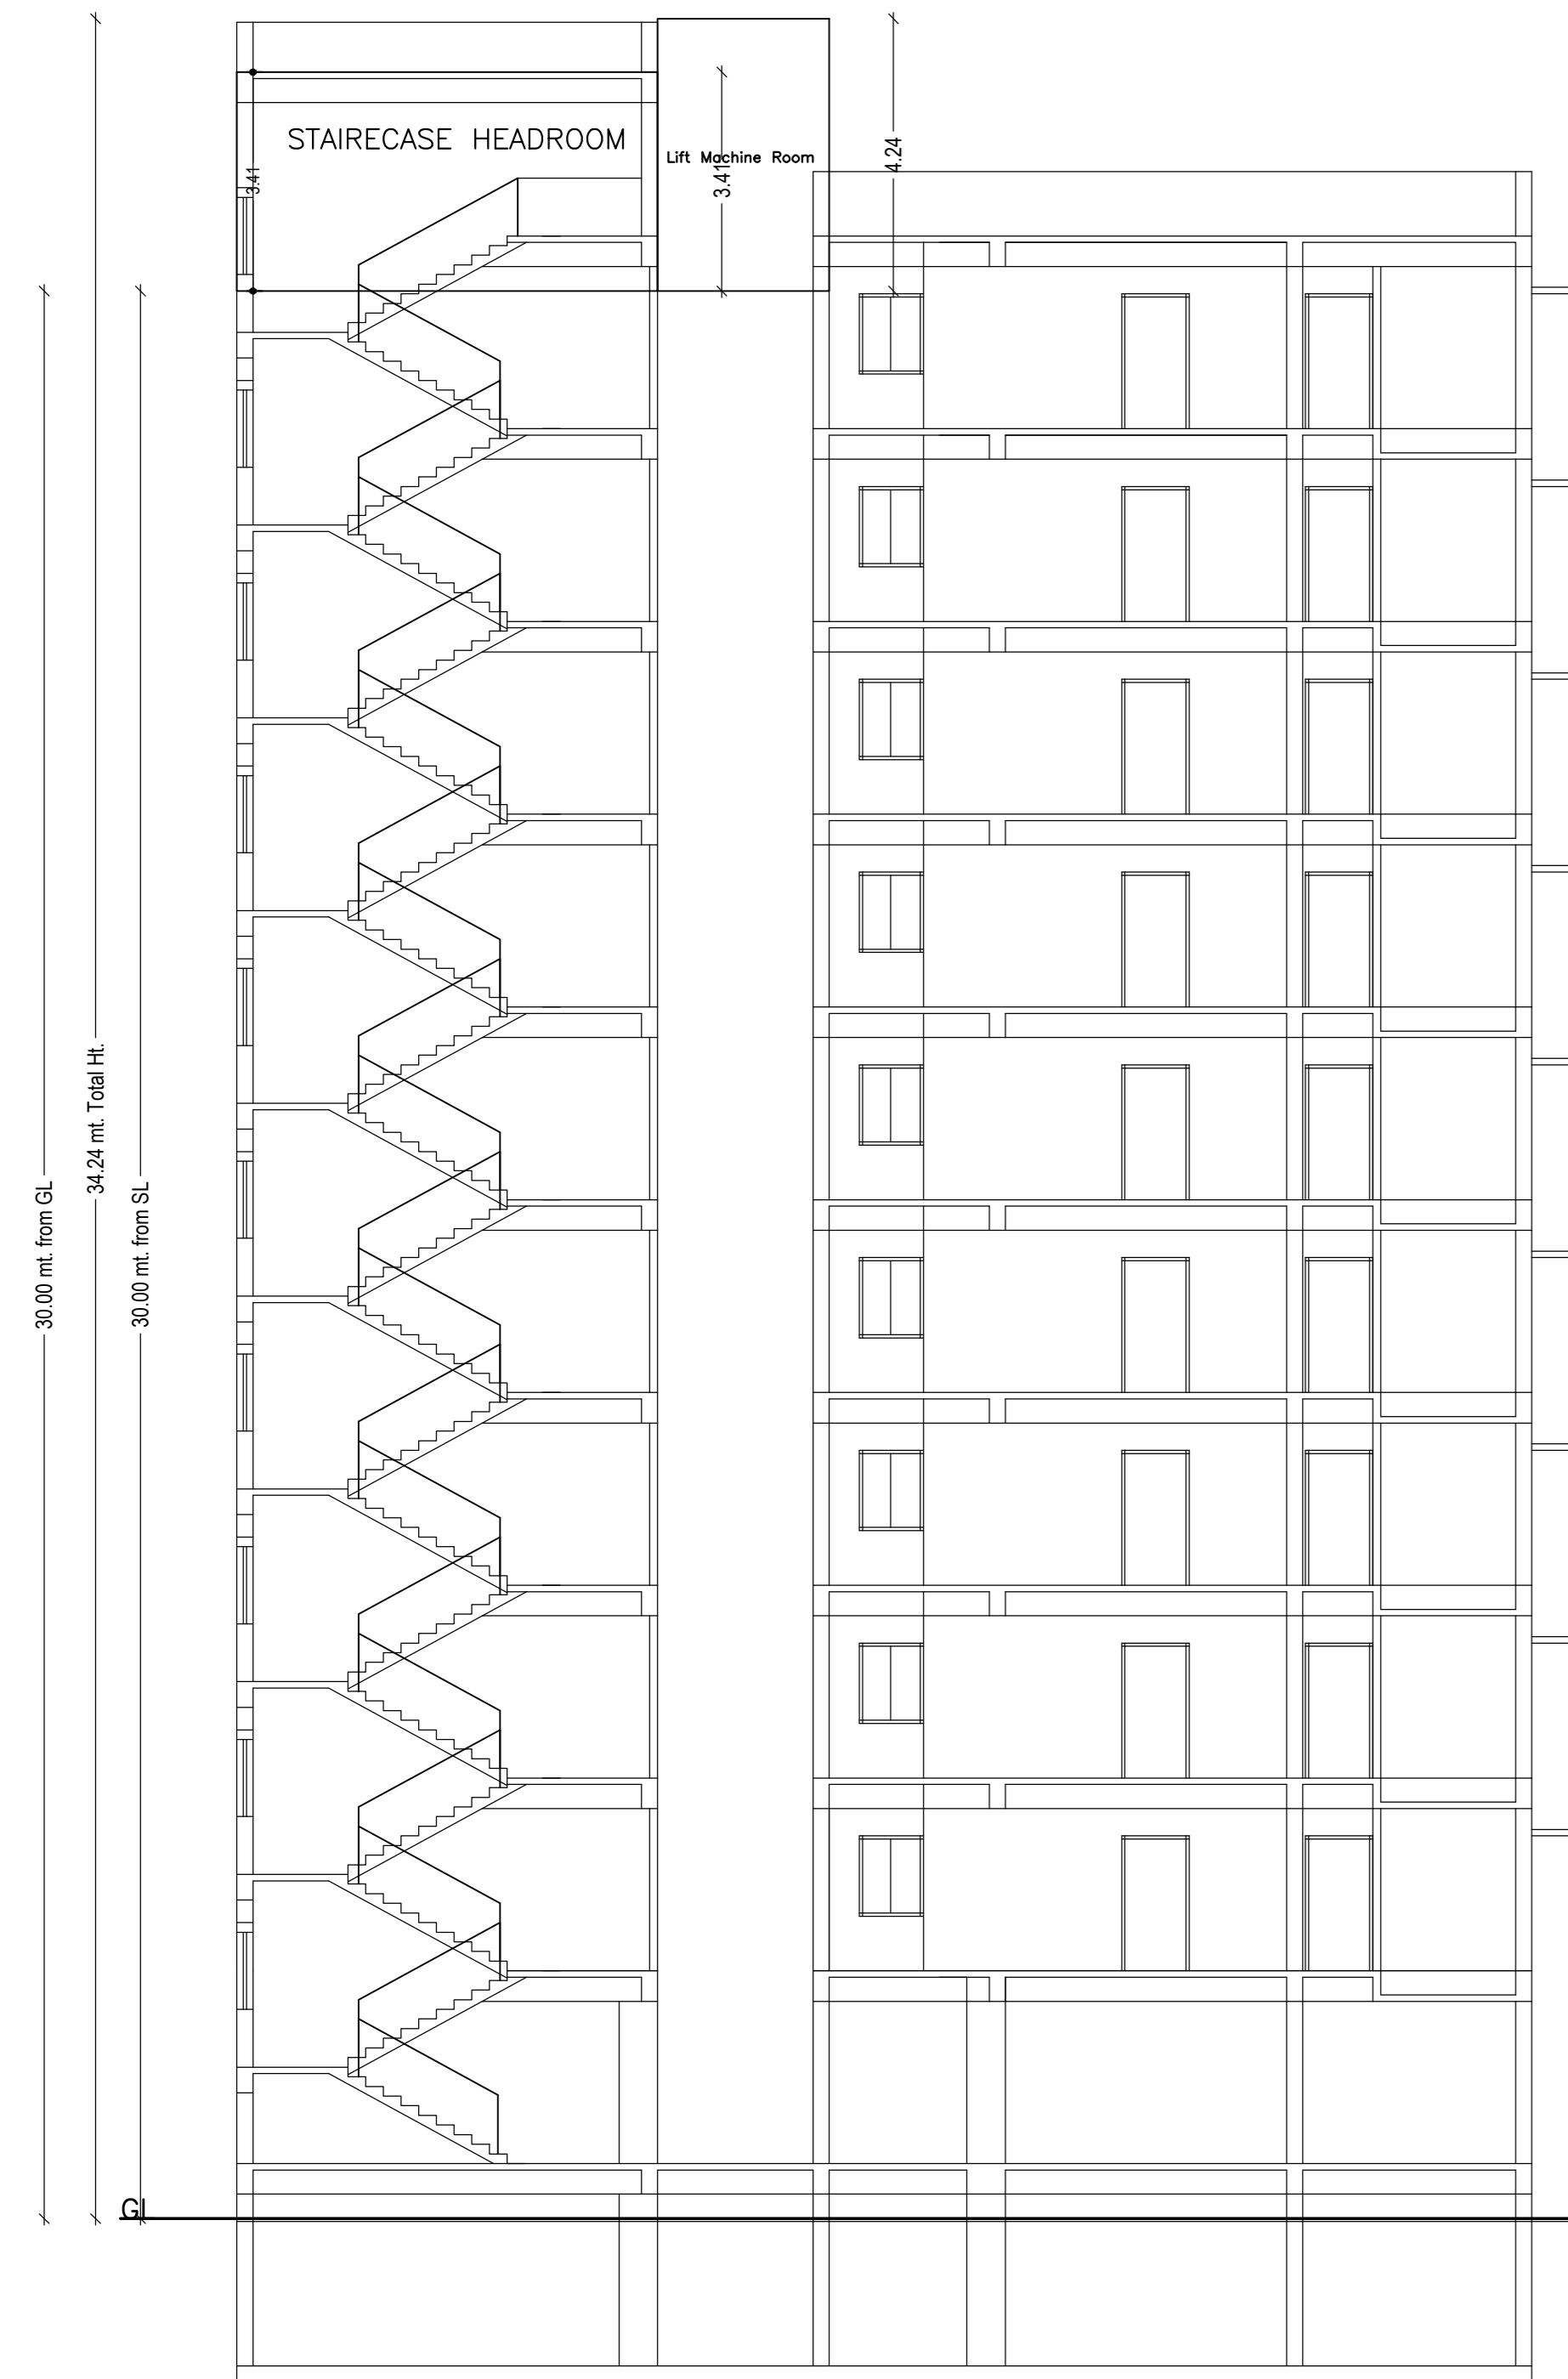 STAIRECASE HEADROOM
Lift Machine Room
3.41
3.41
4.24
34.24 mt. Total Ht.
30.00 mt. from GL
30.00 mt. from SL
GL